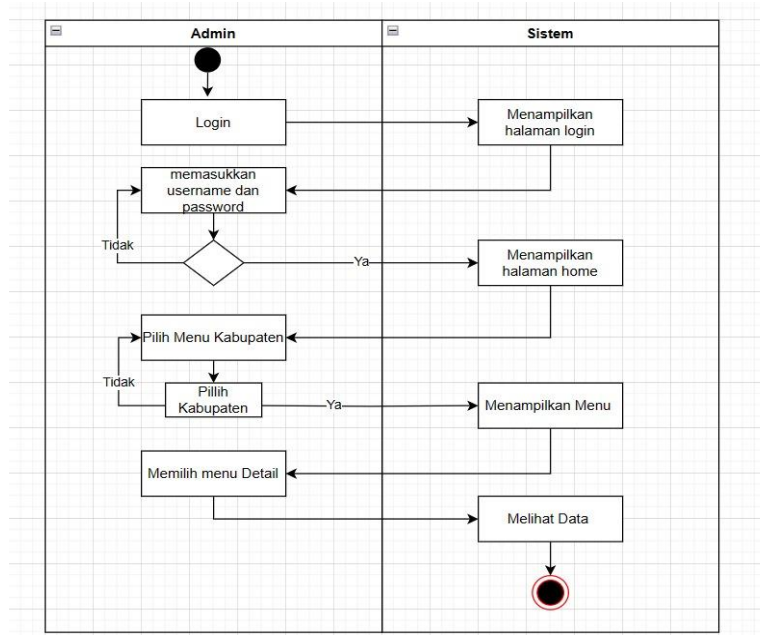 Admin
Sistem
Login
Menampilkan
halaman login
memasukkan
username dan
password
Tidak
Ya
Menampilkan
halaman home
Pilih Menu Kabupaten
Tidak
Pillih
Kabupaten
Ya
Menampilkan Menu
Memilih menu Detail
Melihat Data